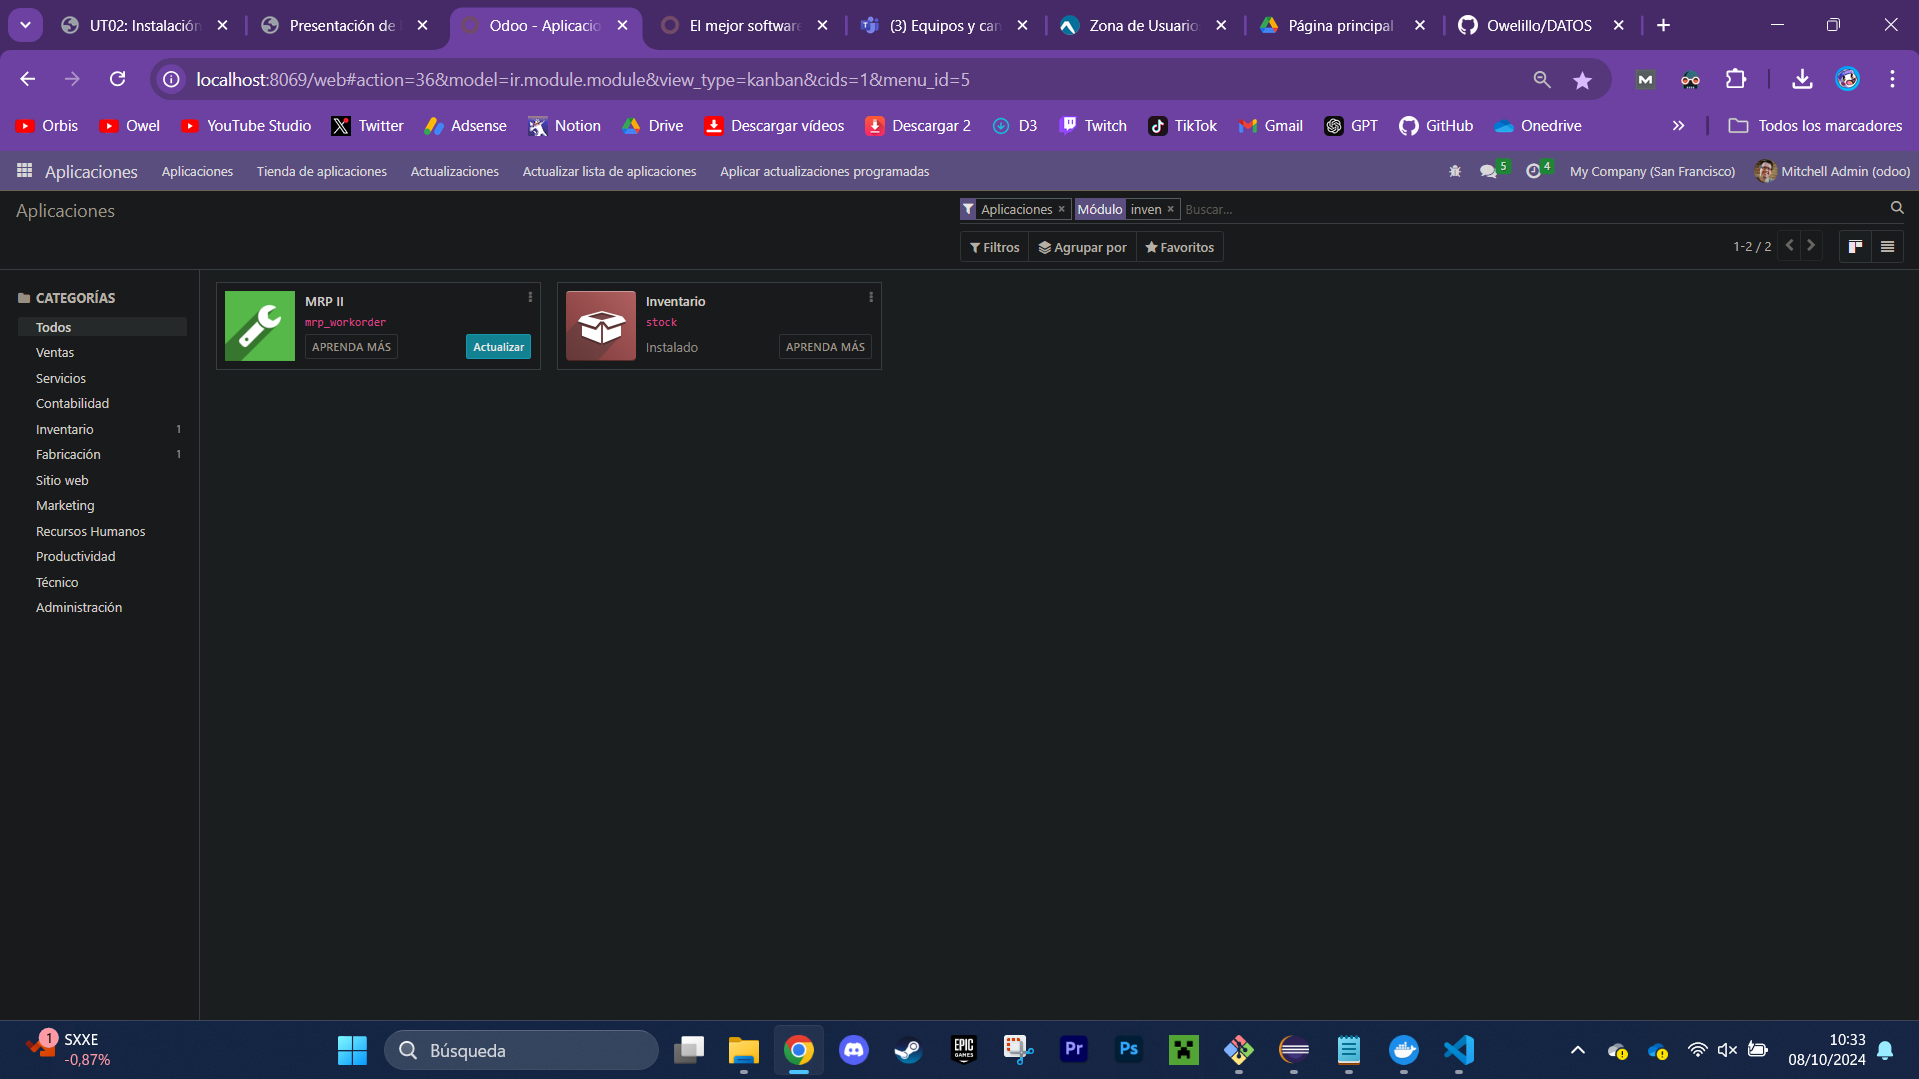 UT02: Instalación
Presentación de
Odoo - Aplicacio
El mejor software
(3) Equipos y can
Zona de Usuario
Página principal
Owelillo/DATOS
localhost:8069/web#action=36&model=ir.module.module&view_type=kanban&cids=1&menu_id=5
Orbis
Owel
YouTube Studio
Twitter
Adsense
Notion
Drive
Descargar vídeos
Descargar 2
D3
Twitch
TikTok
Gmail
GPT
GitHub
Onedrive
Todos los marcadores
Aplicaciones
Aplicaciones
Tienda de aplicaciones
Actualizaciones
Actualizar lista de aplicaciones
Aplicar actualizaciones programadas
5
4
My Company (San Francisco)
Mitchell Admin (odoo)
Aplicaciones
Aplicaciones ×
Módulo inven ×
Buscar...
Filtros
Agrupar por
Favoritos
1-2 / 2
CATEGORÍAS
Todos
Ventas
Servicios
Contabilidad
Inventario 1
Fabricación 1
Sitio web
Marketing
Recursos Humanos
Productividad
Técnico
Administración
MRP II
mrp_workorder
APRENDA MÁS
Actualizar
Inventario
stock
Instalado
APRENDA MÁS
1
SXXE
-0,87%
Búsqueda
EPIC GAMES
Pr
Ps
10:33
08/10/2024